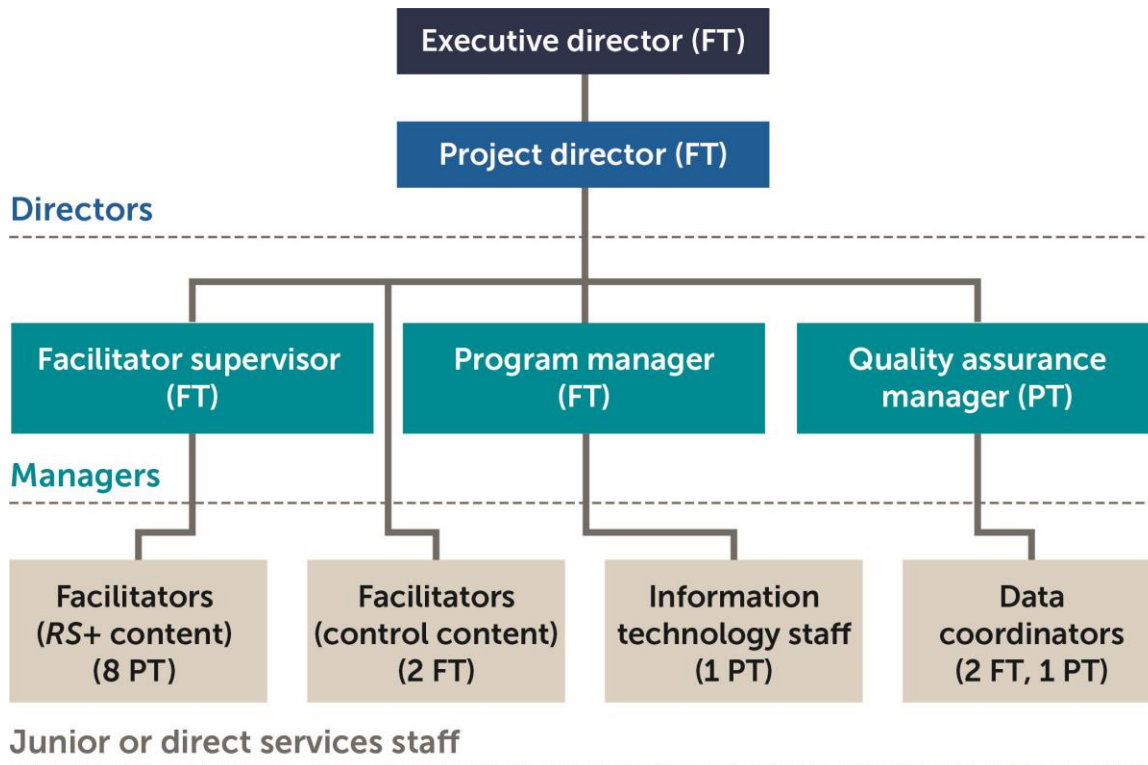 Executive director (FT)
Project director (FT)
Directors
Facilitator supervisor
(FT)
Program manager
(FT)
Quality assurance
manager (PT)
Managers
Facilitators
(RS+ content)
(8 PT)
Facilitators
(control content)
(2 FT)
Information
technology staff
(1 PT)
Data
coordinators
(2 FT, 1 PT)
Junior or direct services staff